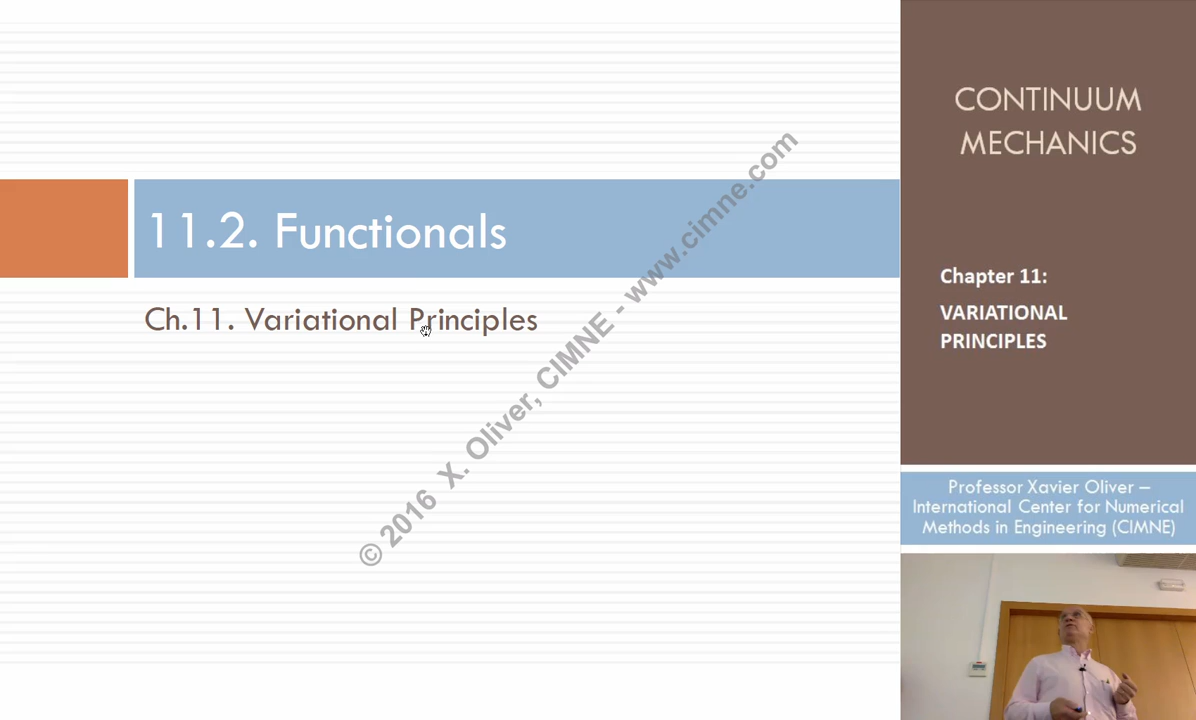 11.2. Functionals
Ch.11. Variational Principles
© 2016 X. Oliver, CIMNE - www.cimne.com
CONTINUUM
MECHANICS
Chapter 11:
VARIATIONAL
PRINCIPLES
Professor Xavier Oliver –
International Center for Numerical
Methods in Engineering (CIMNE)